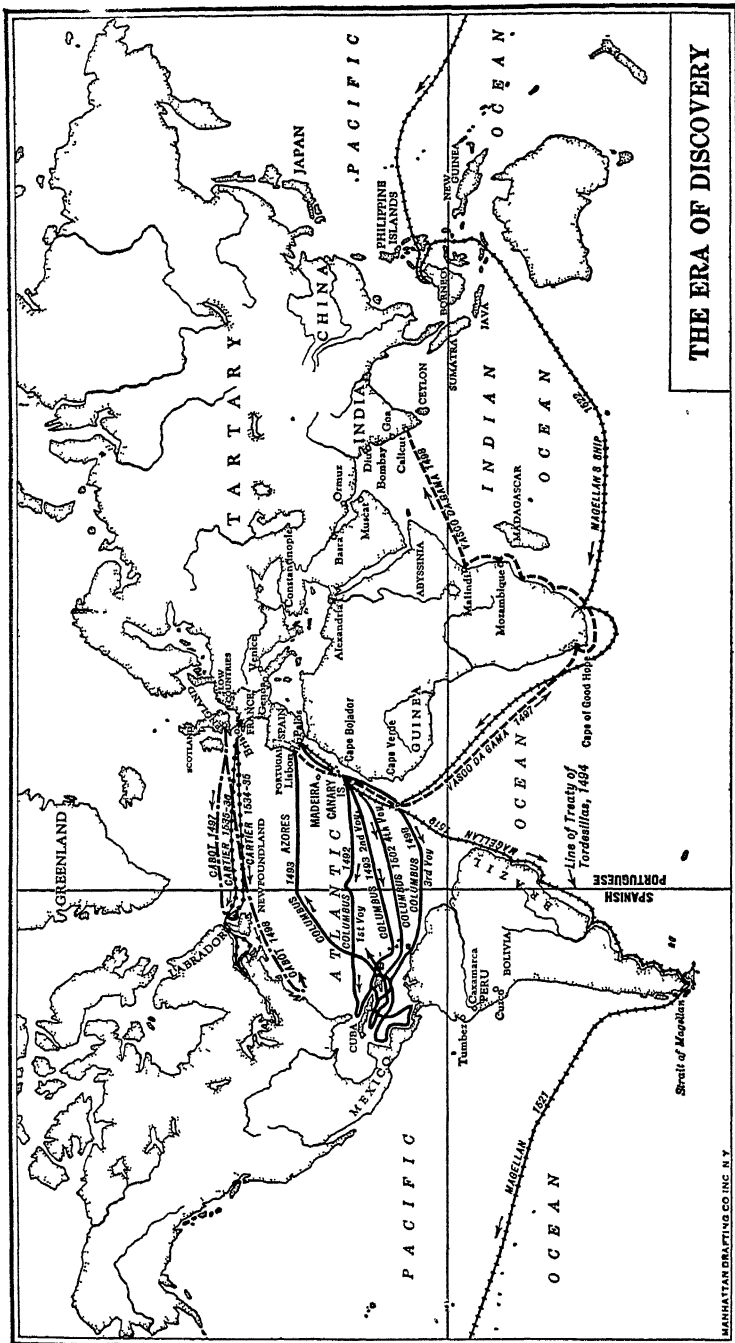 THE ERA OF DISCOVERY
GREENLAND
LABRADOR
NEWFOUNDLAND
CABOT 1497
CARTIER 1535-36
CARTIER 1534-35
CABOT 1498
SCOTLAND
LOW
COUNTRIES
FRANCE
PORTUGAL
SPAIN
Lisbon
Palos
Genoa
Venice
Constantinople
Alexandria
TARTARY
CHINA
JAPAN
INDIA
Ormuz
Basra
Muscat
Diu
Bombay
Goa
Calicut
CEYLON
PHILIPPINE
ISLANDS
BORNEO
SUMATRA
JAVA
NEW
GUINEA
PACIFIC
OCEAN
INDIAN
OCEAN
ABYSSINIA
Malindi
Mozambique
MADAGASCAR
VASCO DA GAMA 1498
MAGELLAN'S SHIP
1522
Cape of Good Hope
VASCO DA GAMA 1497
GUINEA
Cape Verde
Cape Bojador
MADEIRA
CANARY
IS.
AZORES
ATLANTIC
OCEAN
COLUMBUS 1493
COLUMBUS 1492
1st Voy
COLUMBUS 1493 2nd Voy.
COLUMBUS 1502 4th Voy.
COLUMBUS 1498
3rd Voy
MAGELLAN 1519
Line of Treaty of
Tordesillas, 1494
SPANISH
PORTUGUESE
BRAZIL
BOLIVIA
PERU
Caxamarca
Cuzco
Tumbez
CUBA
MEXICO
Strait of Magellan
MAGELLAN 1521
PACIFIC
OCEAN
MANHATTAN DRAFTING CO INC N.Y